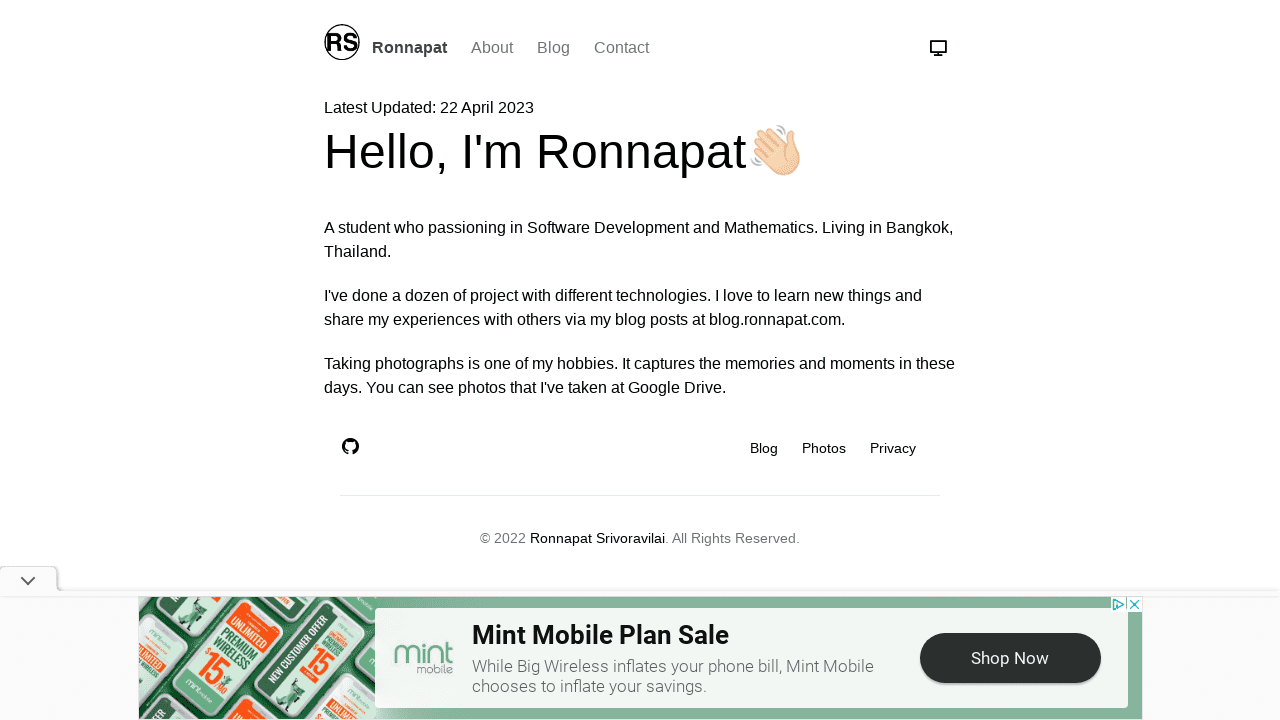 RS Ronnapat About Blog Contact
Latest Updated: 22 April 2023
Hello, I'm Ronnapat👋🏻
A student who passioning in Software Development and Mathematics. Living in Bangkok,
Thailand.
I've done a dozen of project with different technologies. I love to learn new things and
share my experiences with others via my blog posts at blog.ronnapat.com.
Taking photographs is one of my hobbies. It captures the memories and moments in these
days. You can see photos that I've taken at Google Drive.
Blog Photos Privacy
© 2022 Ronnapat Srivoravilai. All Rights Reserved.
UNLIMITED
PREMIUM
WIRELESS
$15
NEW CUSTOMER OFFER
mint
mobile
Mint Mobile Plan Sale
While Big Wireless inflates your phone bill, Mint Mobile
chooses to inflate your savings.
Shop Now